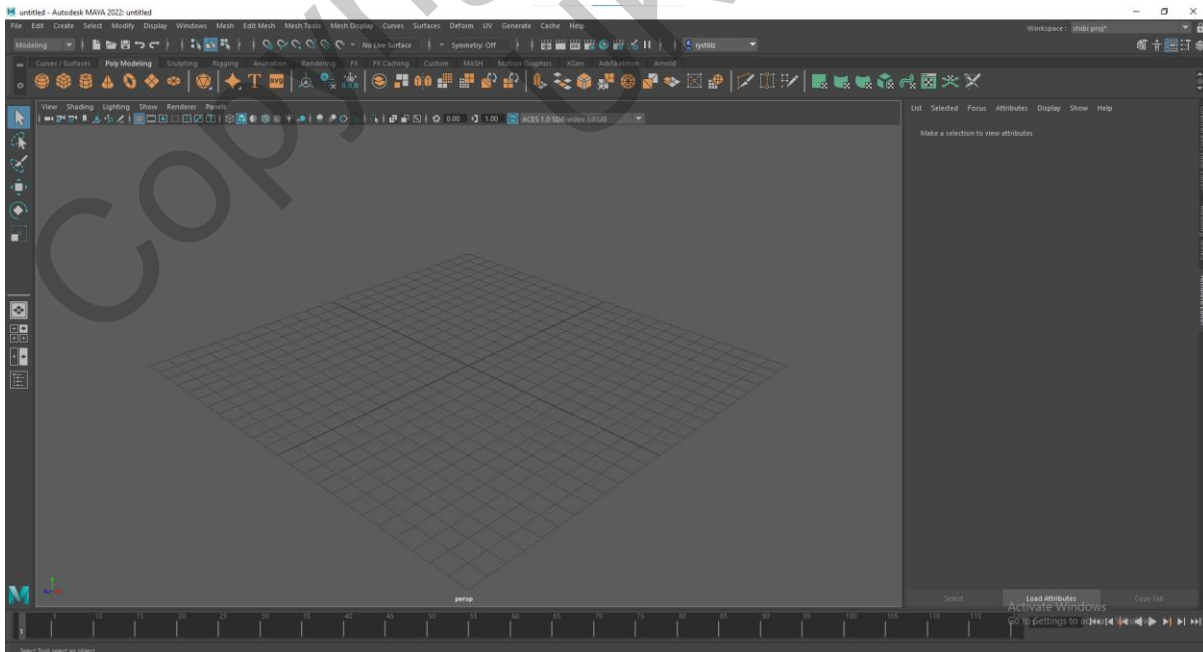 untitled - Autodesk MAYA 2022: untitled
File Edit Create Select Modify Display Windows Mesh Edit Mesh Mesh Tools Mesh Display Curves Surfaces Deform UV Generate Cache Help
Workspace: chibi proj*
Modeling No Live Surface Symmetry: Off
Curves / Surfaces Poly Modeling Sculpting Rigging Animation Rendering FX FX Caching Custom MASH Motion Graphics XGen AdvSkeleton Arnold
T SVG
View Shading Lighting Show Renderer Panels
0.00 1.00 ACES 1.0 SDR-video (sRGB)
List Selected Focus Attributes Display Show Help
Make a selection to view attributes
Copy
persp
Select Load Attributes Copy Tab
Activate Windows
Go to Settings to
5 10 15 20 25 30 35 40 45 50 55 60 65 70 75 80 85 90 95 100 105 110 115
1
Select Tool: select an object